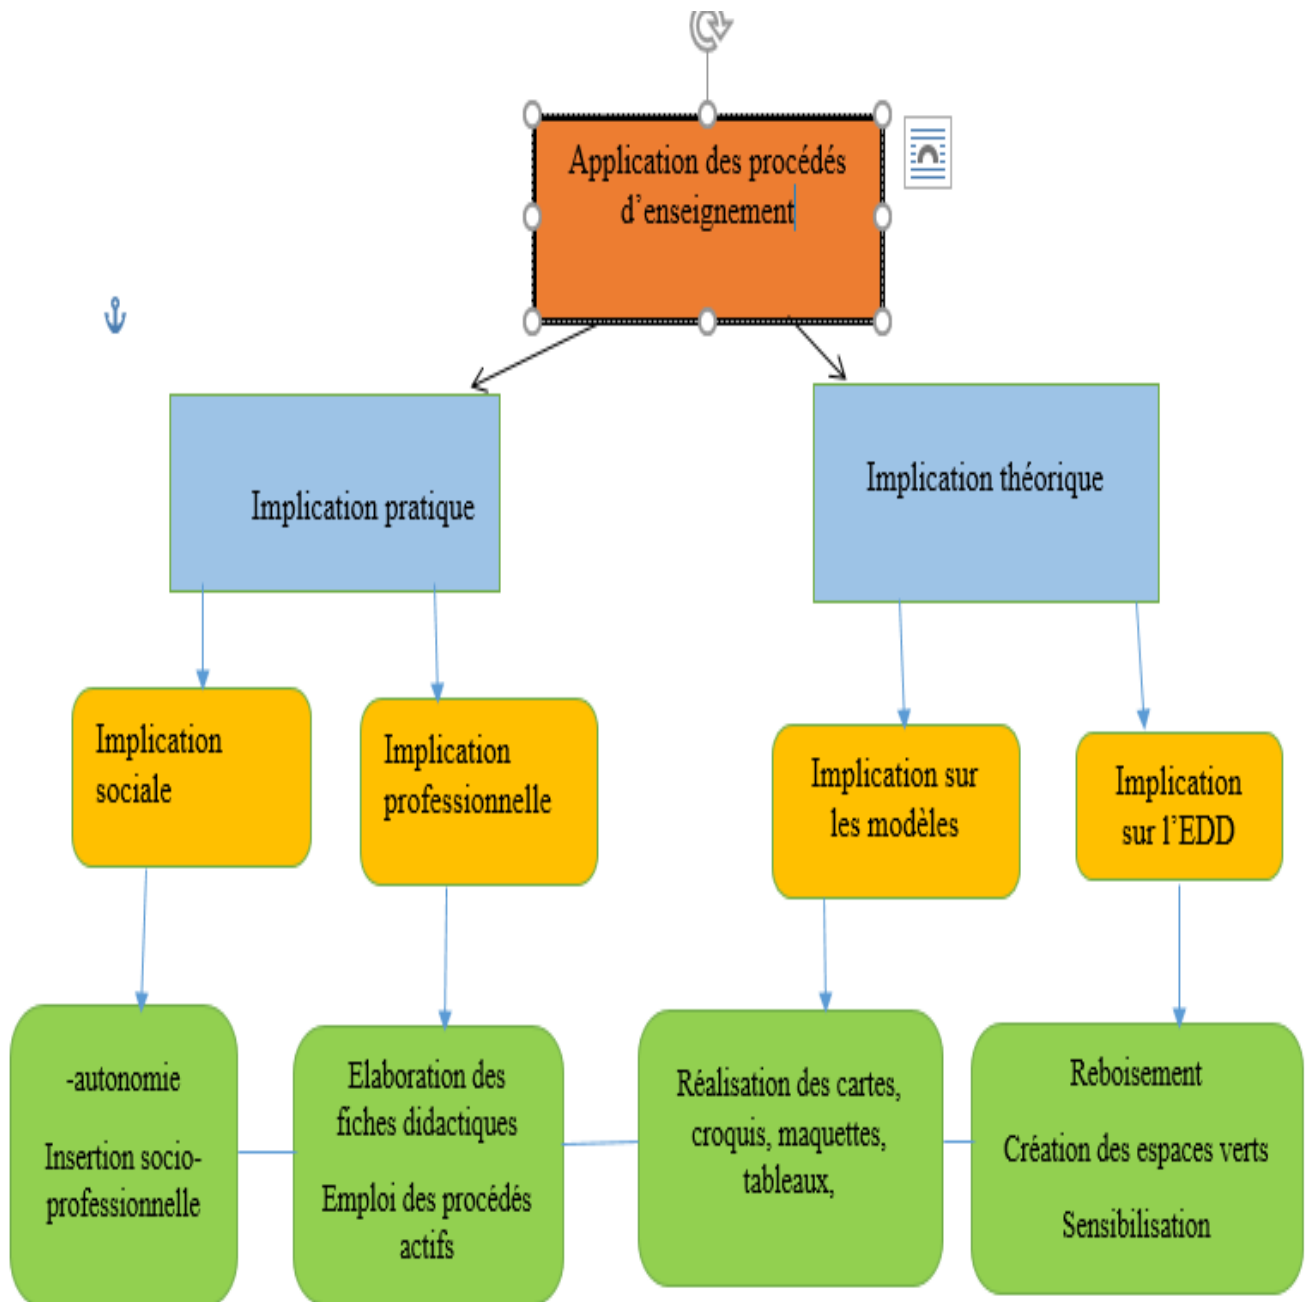 Application des procédés
d'enseignement
Implication pratique
Implication théorique
Implication
sociale
Implication
professionnelle
Implication sur
les modèles
Implication
sur l'EDD
-autonomie
Insertion socio-
professionnelle
Elaboration des
fiches didactiques
Emploi des procédés
actifs
Réalisation des cartes,
croquis, maquettes,
tableaux,
Reboisement
Création des espaces verts
Sensibilisation